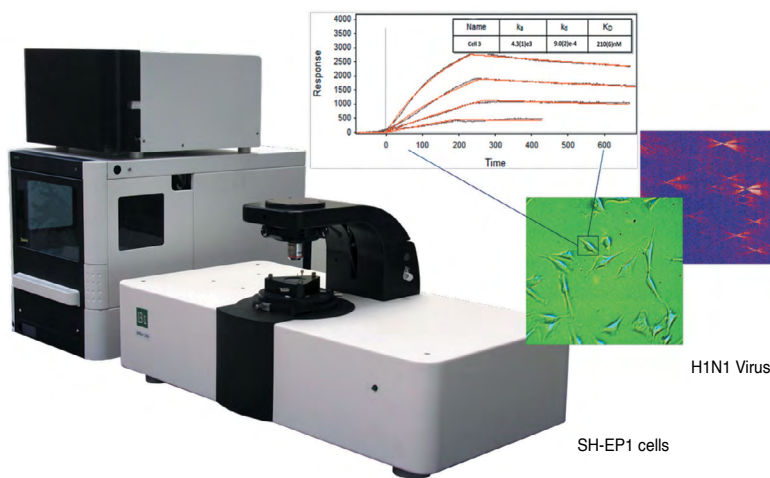 4000
3500
3000
2500
2000
1500
1000
500
0
Response
Name ka kd KD
Cell 3 4.3(1)e3 9.0(2)e-4 210(6)nM
0 100 200 300 400 500 600
Time
H1N1 Virus
SH-EP1 cells